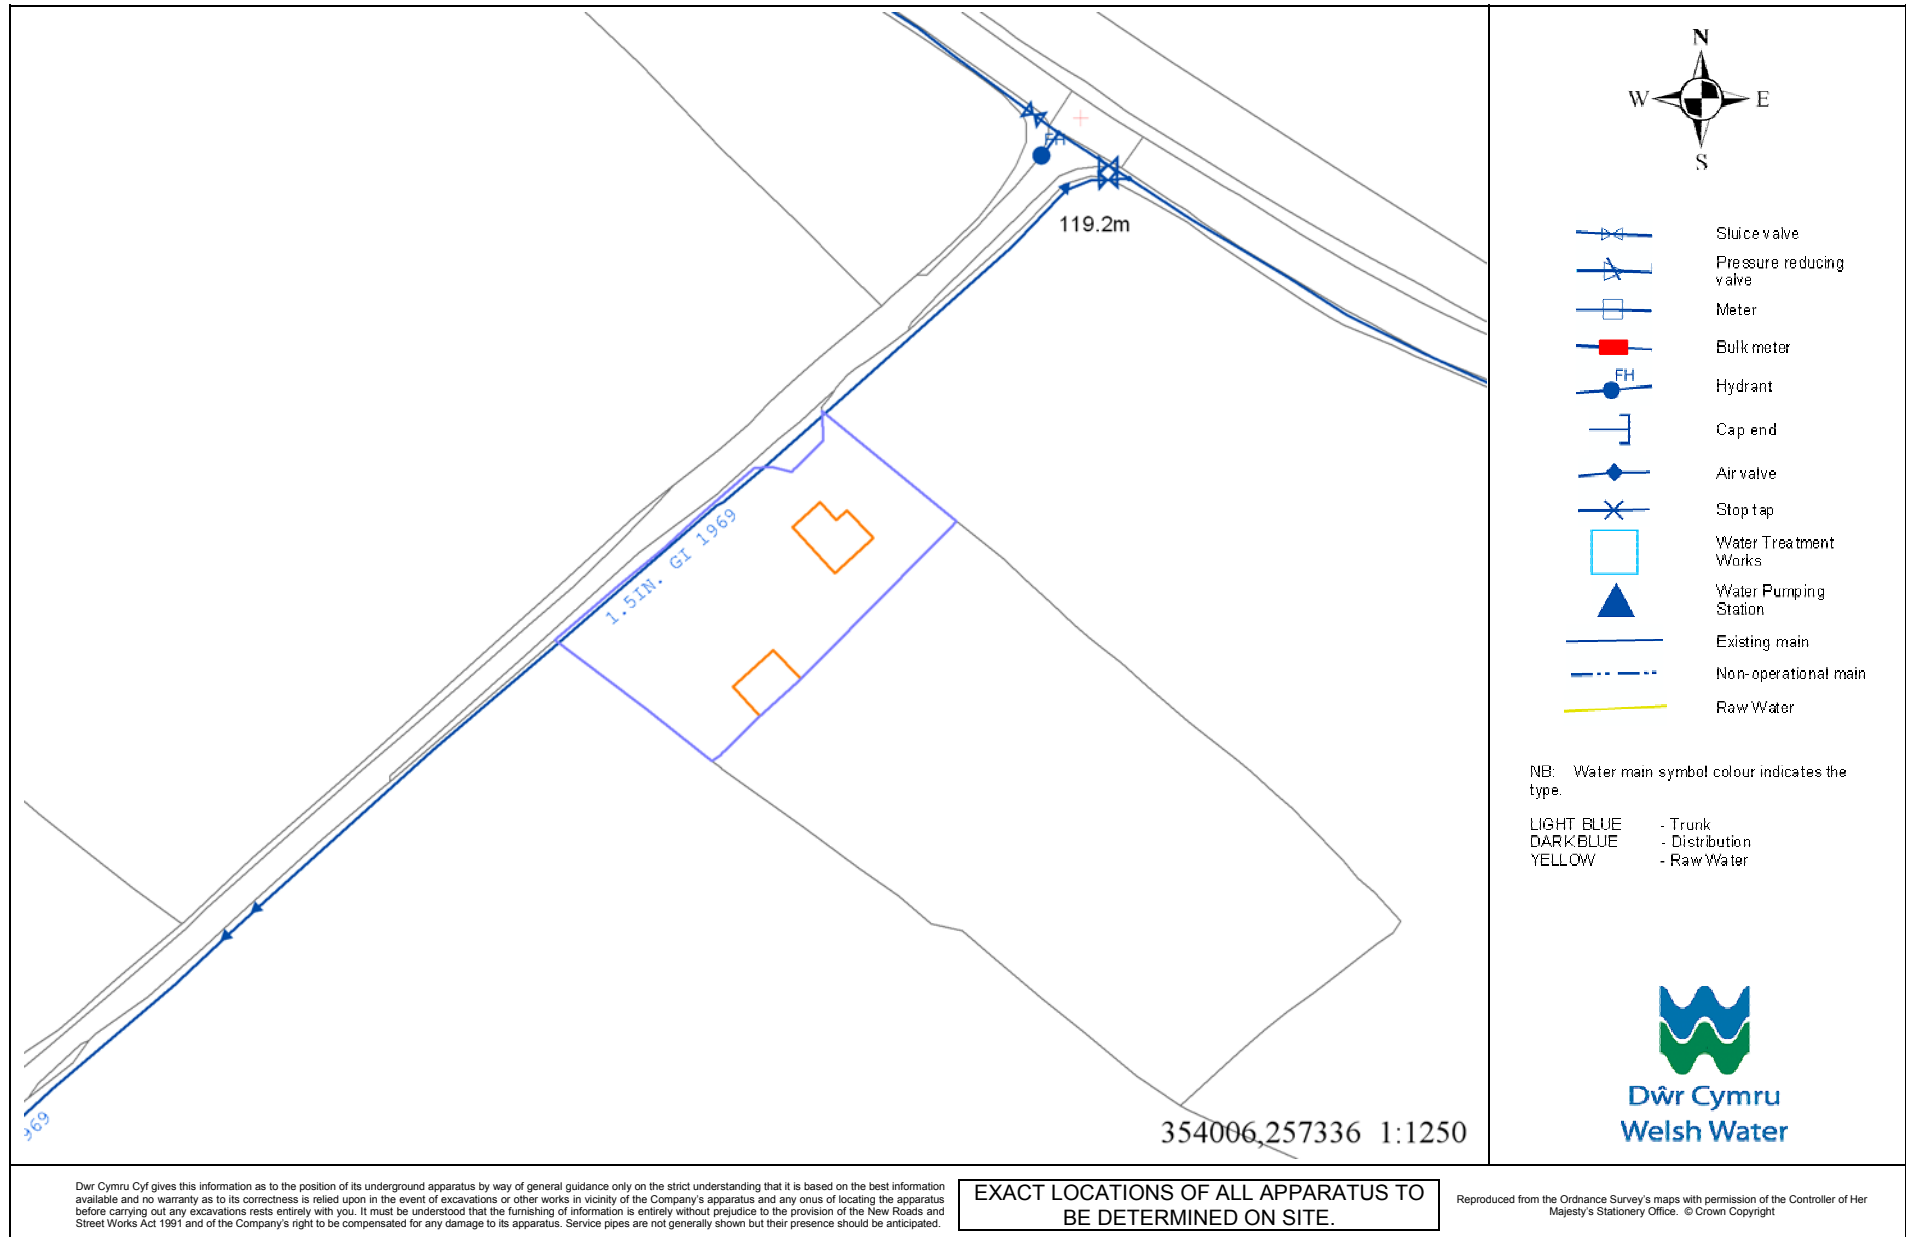 FH
119.2m
1.5IN. GI 1969
969
354006,257336 1:1250
N
W E
S
Sluice valve
Pressure reducing
valve
Meter
Bulk meter
FH
Hydrant
Cap end
Air valve
Stop tap
Water Treatment
Works
Water Pumping
Station
Existing main
Non-operational main
Raw Water
NB: Water main symbol colour indicates the
type.
LIGHT BLUE - Trunk
DARK BLUE - Distribution
YELLOW - Raw Water
Dŵr Cymru
Welsh Water
Dwr Cymru Cyf gives this information as to the position of its underground apparatus by way of general guidance only on the strict understanding that it is based on the best information
available and no warranty as to its correctness is relied upon in the event of excavations or other works in vicinity of the Company's apparatus and any onus of locating the apparatus
before carrying out any excavations rests entirely with you. It must be understood that the furnishing of information is entirely without prejudice to the provision of the New Roads and
Street Works Act 1991 and of the Company's right to be compensated for any damage to its apparatus. Service pipes are not generally shown but their presence should be anticipated.
EXACT LOCATIONS OF ALL APPARATUS TO
BE DETERMINED ON SITE.
Reproduced from the Ordnance Survey's maps with permission of the Controller of Her
Majesty's Stationery Office. © Crown Copyright